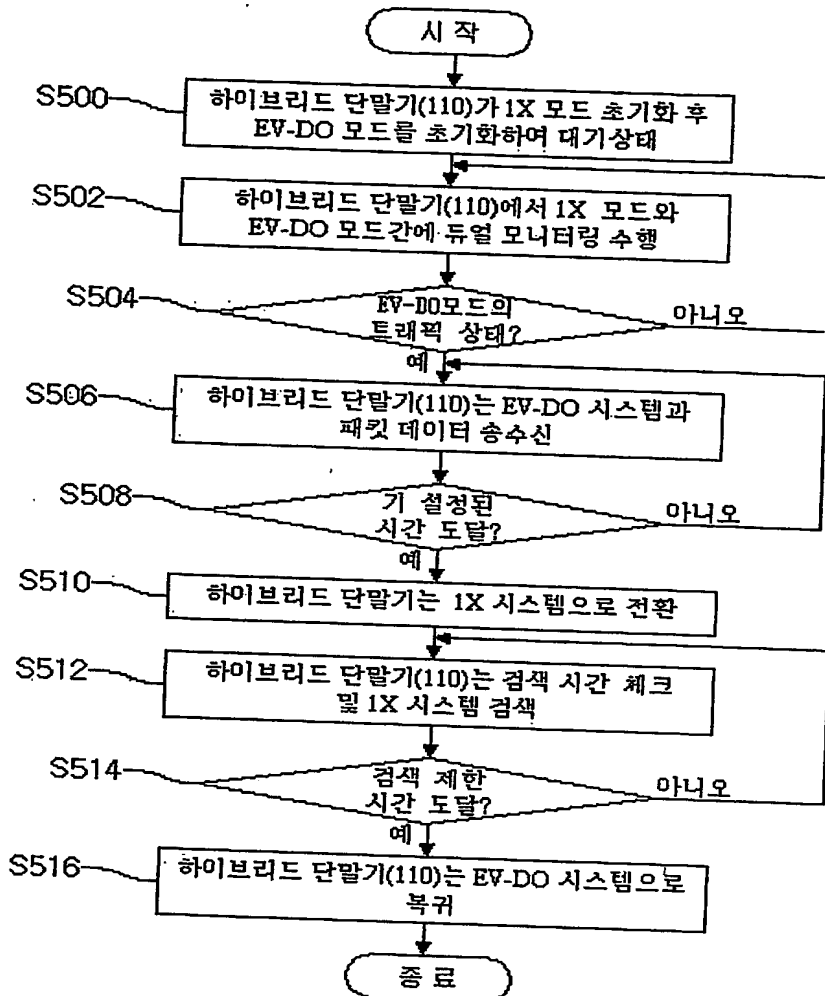 시 작
S500
하이브리드 단말기(110)가 1X 모드 초기화 후
EV-DO 모드를 초기화하여 대기상태
S502
하이브리드 단말기(110)에서 1X 모드와
EV-DO 모드간에 듀얼 모니터링 수행
S504
EV-DO모드의
트래픽 상태?
아니오
예
S506
하이브리드 단말기(110)는 EV-DO 시스템과
패킷 데이터 송수신
S508
기 설정된
시간 도달?
아니오
예
S510
하이브리드 단말기는 1X 시스템으로 전환
S512
하이브리드 단말기(110)는 검색 시간 체크
및 1X 시스템 검색
S514
검색 제한
시간 도달?
아니오
예
S516
하이브리드 단말기(110)는 EV-DO 시스템으로
복귀
종 료